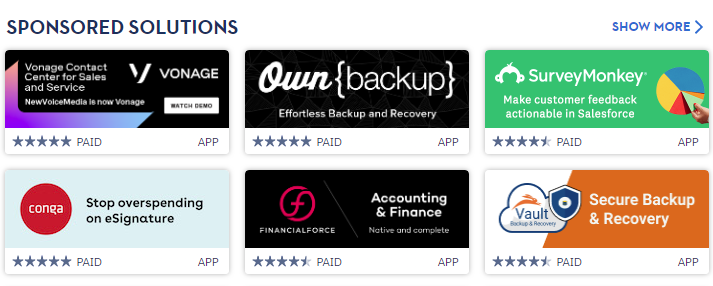 SPONSORED SOLUTIONS
SHOW MORE
Vonage Contact
Center for Sales
and Service
NewVoiceMedia is now Vonage
VONAGE
WATCH DEMO
PAID
APP
Own{backup}
Effortless Backup and Recovery
PAID
APP
SurveyMonkey®
Make customer feedback
actionable in Salesforce
PAID
APP
conga
Stop overspending
on eSignature
PAID
APP
FINANCIALFORCE
Accounting
& Finance
Native and complete
PAID
APP
Vault
Backup & Recovery
Secure Backup
& Recovery
PAID
APP